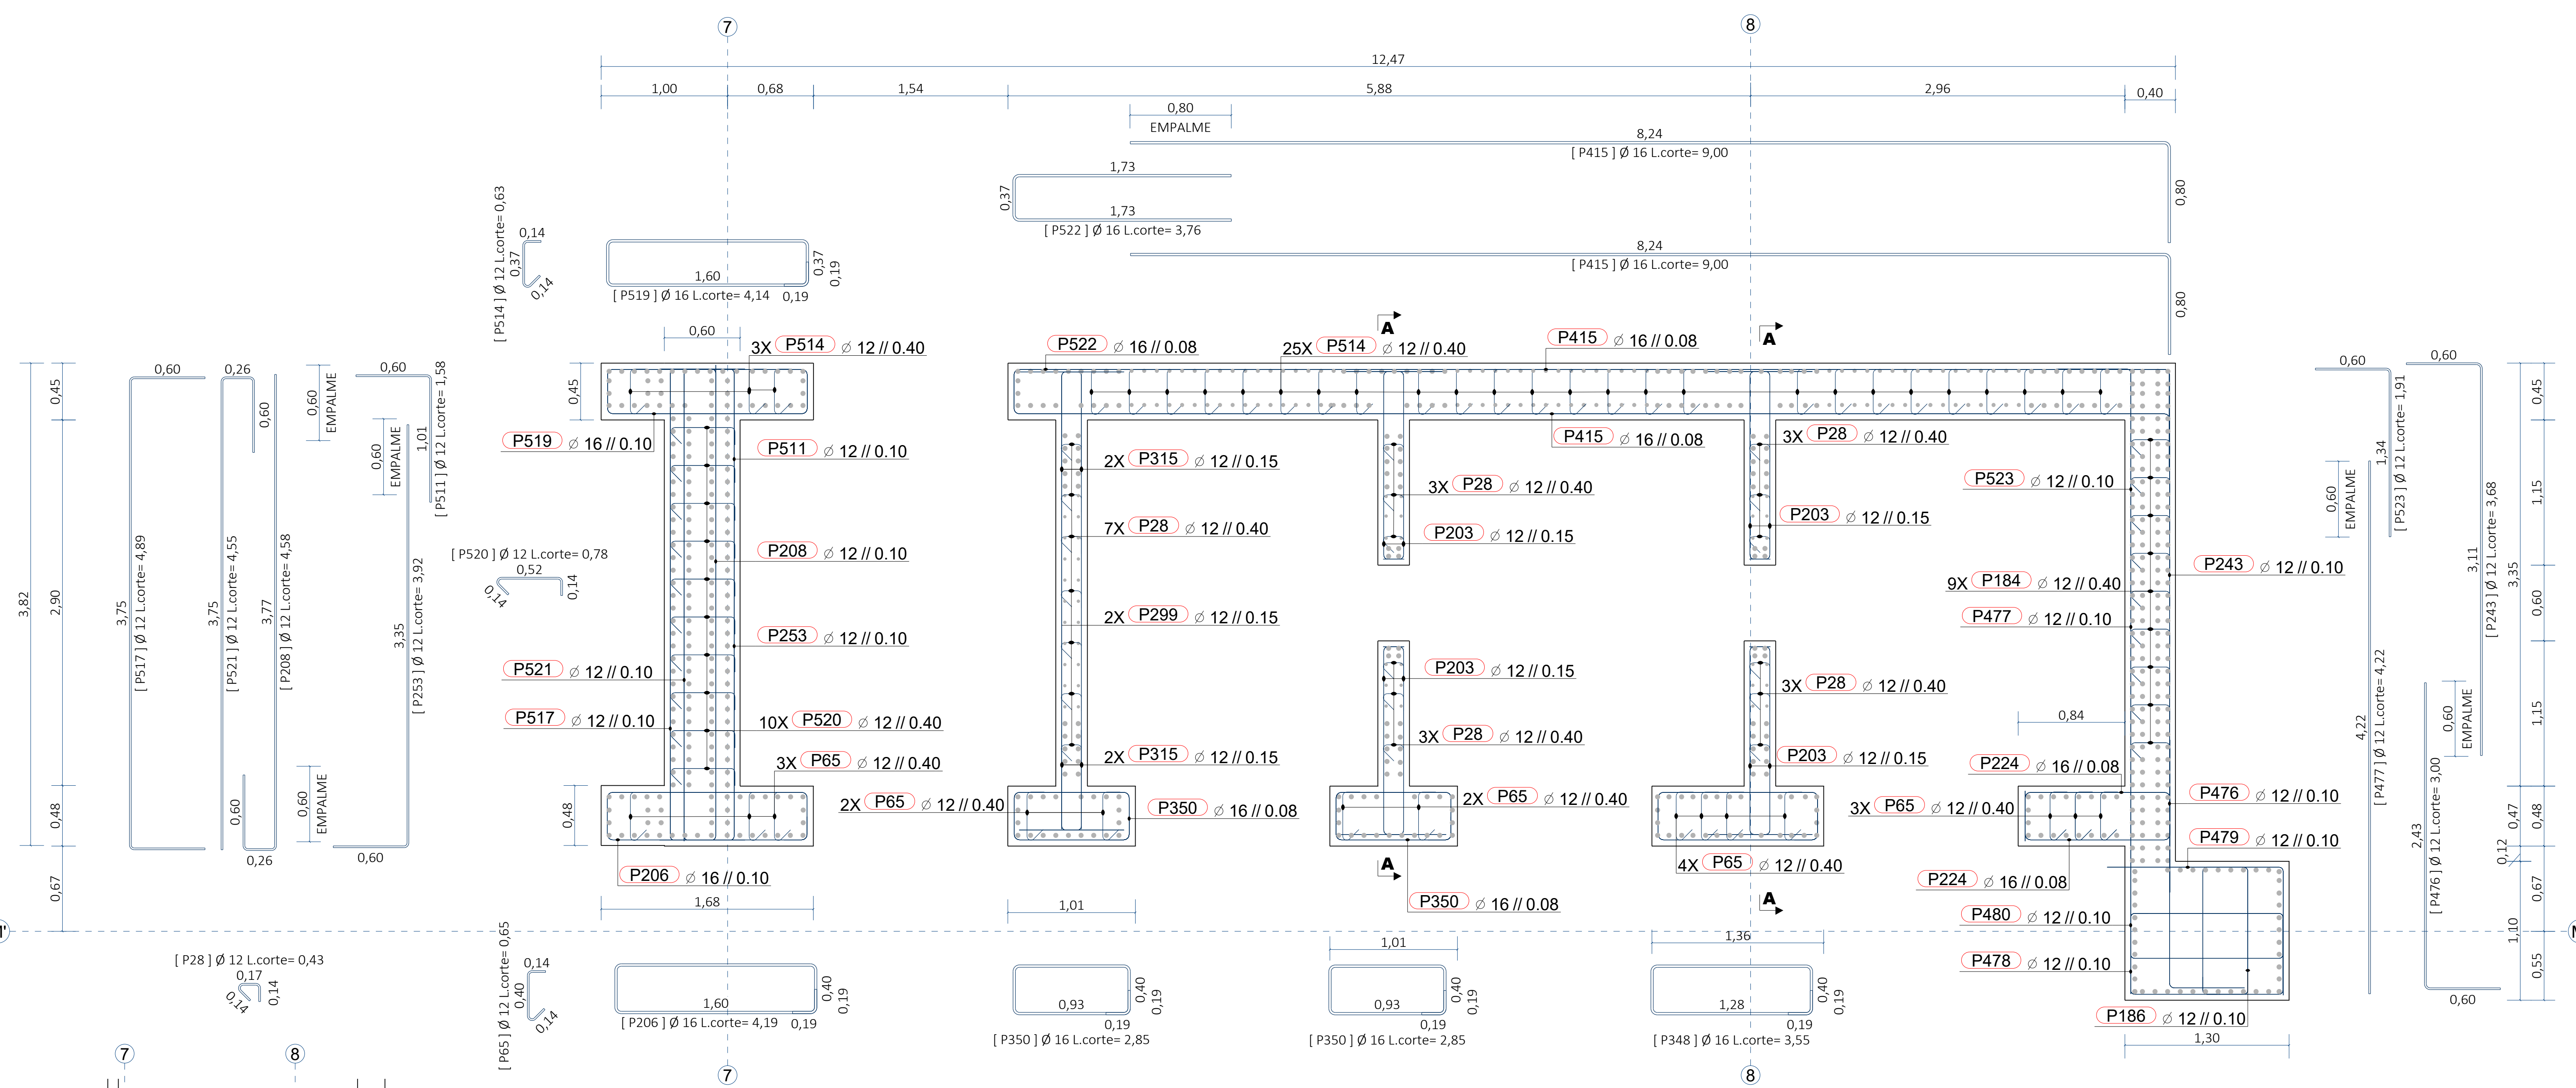 7
8
12,47
1,00
0,68
1,54
5,88
2,96
0,40
0,80
EMPALME
8,24
[ P415 ] Ø 16 L.corte= 9,00
0,80
1,73
0,37
1,73
[ P522 ] Ø 16 L.corte= 3,76
8,24
[ P415 ] Ø 16 L.corte= 9,00
0,80
[ P514 ] Ø 12 L.corte= 0,63
0,14
0,37
0,14
1,60
0,37
0,19
[ P519 ] Ø 16 L.corte= 4,14
0,19
0,60
3X P514 Ø 12 // 0.40
P522 Ø 16 // 0.08
25X P514 Ø 12 // 0.40
A
P415 Ø 16 // 0.08
A
3,82
0,45
2,90
0,48
0,67
0,60
3,75
[ P517 ] Ø 12 L.corte= 4,89
0,26
0,60
3,75
[ P521 ] Ø 12 L.corte= 4,55
0,60
EMPALME
3,77
[ P208 ] Ø 12 L.corte= 4,58
0,60
0,26
0,60
EMPALME
0,60
1,01
[ P511 ] Ø 12 L.corte= 1,58
0,60
EMPALME
3,35
[ P253 ] Ø 12 L.corte= 3,92
0,60
0,45
P519 Ø 16 // 0.10
P511 Ø 12 // 0.10
2X P315 Ø 12 // 0.15
P415 Ø 16 // 0.08
3X P28 Ø 12 // 0.40
3X P28 Ø 12 // 0.40
P523 Ø 12 // 0.10
7X P28 Ø 12 // 0.40
P203 Ø 12 // 0.15
P203 Ø 12 // 0.15
[ P520 ] Ø 12 L.corte= 0,78
0,52
0,14
0,14
P208 Ø 12 // 0.10
P243 Ø 12 // 0.10
9X P184 Ø 12 // 0.40
P299
2X P299 Ø 12 // 0.15
P477 Ø 12 // 0.10
P253 Ø 12 // 0.10
P521 Ø 12 // 0.10
P203 Ø 12 // 0.15
3X P28 Ø 12 // 0.40
P517 Ø 12 // 0.10
10X P520 Ø 12 // 0.40
0,84
3X P28 Ø 12 // 0.40
2X P315 Ø 12 // 0.15
P203 Ø 12 // 0.15
3X P65 Ø 12 // 0.40
P224 Ø 16 // 0.08
0,48
2X P65 Ø 12 // 0.40
P350 Ø 16 // 0.08
2X P65 Ø 12 // 0.40
3X P65 Ø 12 // 0.40
P476 Ø 12 // 0.10
P479 Ø 12 // 0.10
P206 Ø 16 // 0.10
A
4X P65 Ø 12 // 0.40
P224 Ø 16 // 0.08
P350 Ø 16 // 0.08
A
P480 Ø 12 // 0.10
P478 Ø 12 // 0.10
P186 Ø 12 // 0.10
1,30
0,60
1,34
[ P523 ] Ø 12 L.corte= 1,91
0,60
EMPALME
4,22
[ P477 ] Ø 12 L.corte= 4,22
0,60
3,11
[ P243 ] Ø 12 L.corte= 3,68
0,60
EMPALME
2,43
[ P476 ] Ø 12 L.corte= 3,00
0,60
0,45
1,15
3,35
0,60
1,15
0,47
0,48
0,12
0,67
1,10
0,55
1,68
1,01
1,01
1,36
[ P28 ] Ø 12 L.corte= 0,43
0,17
0,14
0,14
[ P65 ] Ø 12 L.corte= 0,65
0,14
0,40
0,14
1,60
0,40
0,19
[ P206 ] Ø 16 L.corte= 4,19
0,19
0,93
0,40
0,19
0,19
[ P350 ] Ø 16 L.corte= 2,85
0,93
0,40
0,19
0,19
[ P350 ] Ø 16 L.corte= 2,85
1,28
0,40
0,19
0,19
[ P348 ] Ø 16 L.corte= 3,55
7
8
7
8